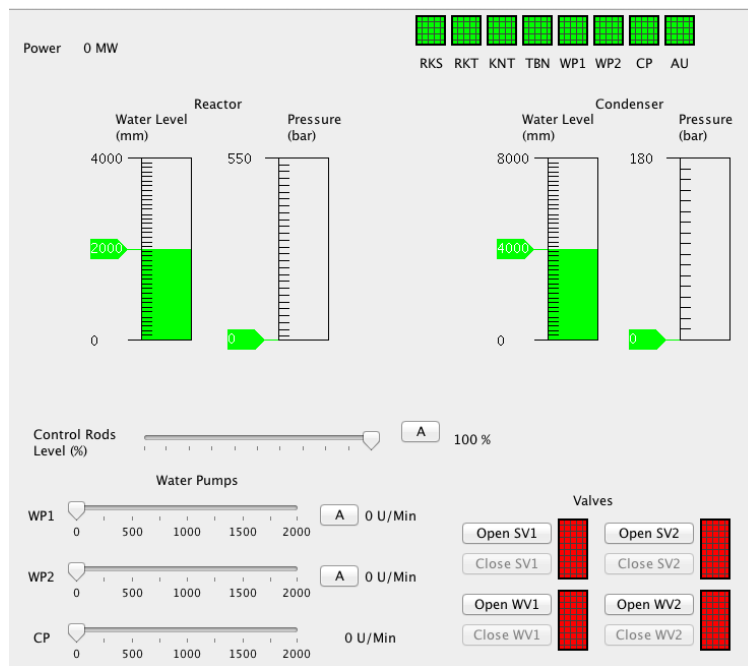 Power 0 MW
RKS RKT KNT TBN WP1 WP2 CP AU
Reactor
Water Level
(mm)
Pressure
(bar)
4000
2000
0
550
0
Condenser
Water Level
(mm)
Pressure
(bar)
8000
4000
0
180
0
Control Rods
Level (%)
A
100 %
Water Pumps
WP1
0 500 1000 1500 2000
A
0 U/Min
WP2
0 500 1000 1500 2000
A
0 U/Min
CP
0 500 1000 1500 2000
0 U/Min
Valves
Open SV1
Close SV1
Open SV2
Close SV2
Open WV1
Close WV1
Open WV2
Close WV2